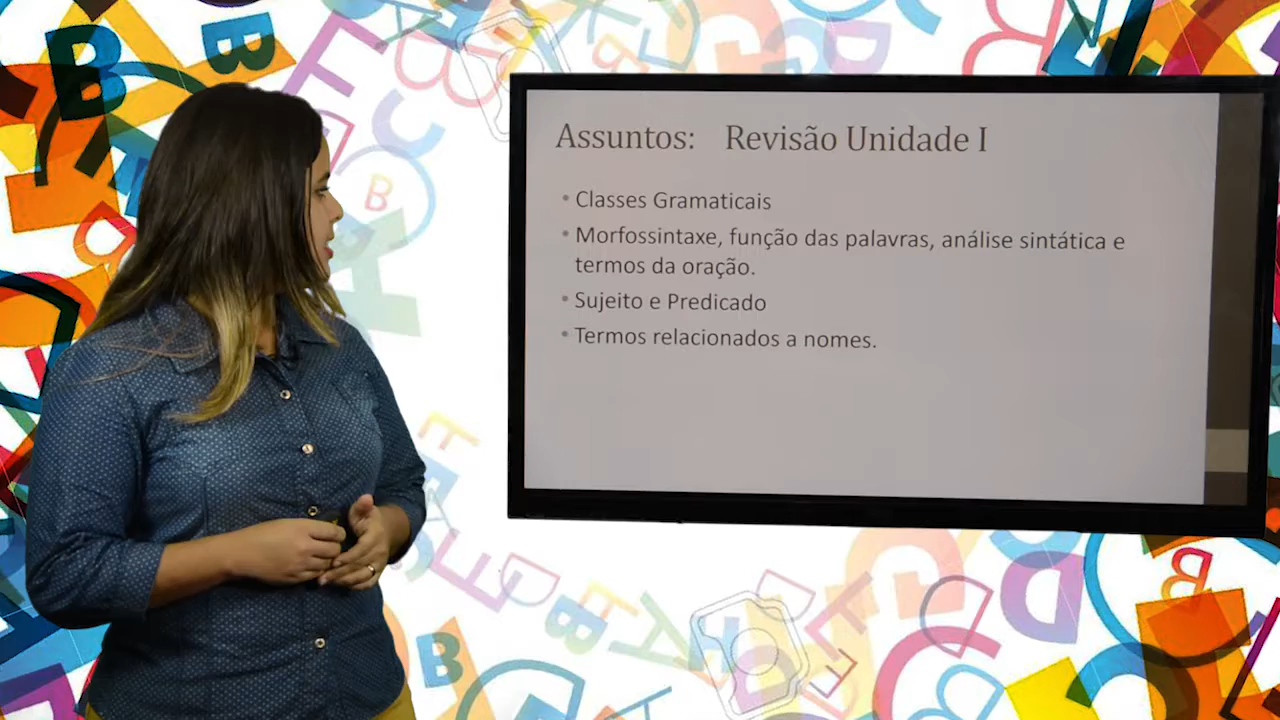 Assuntos: Revisão Unidade I
• Classes Gramaticais
• Morfossintaxe, função das palavras, análise sintática e
termos da oração.
• Sujeito e Predicado
• Termos relacionados a nomes.